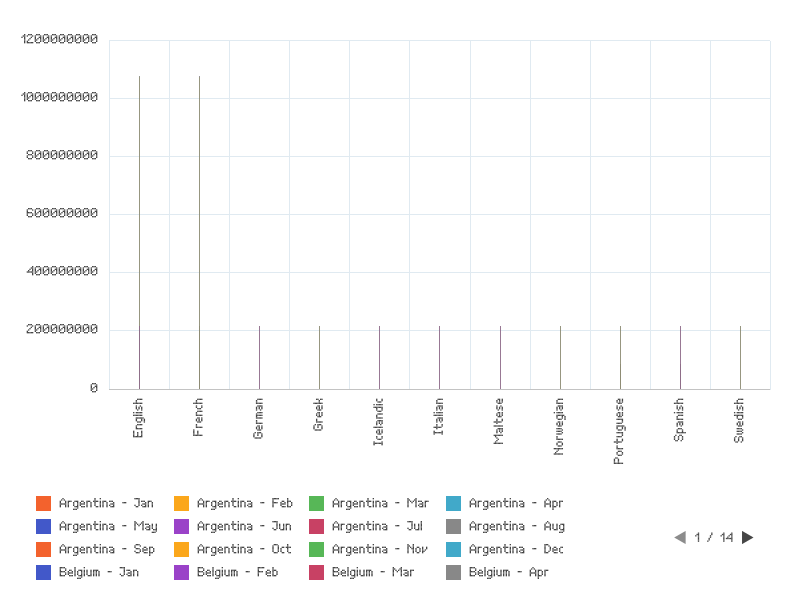 1200000000
1000000000
800000000
600000000
400000000
200000000
0
English French German Greek Icelandic Italian Maltese Norwegian Portuguese Spanish Swedish
Argentina - Jan Argentina - Feb Argentina - Mar Argentina - Apr
Argentina - May Argentina - Jun Argentina - Jul Argentina - Aug
1 / 14
Argentina - Sep Argentina - Oct Argentina - Nov Argentina - Dec
Belgium - Jan Belgium - Feb Belgium - Mar Belgium - Apr